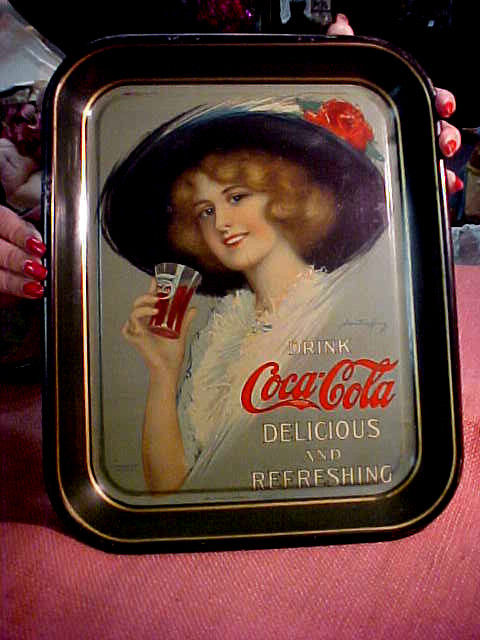 DRINK
Coca-Cola
DELICIOUS
AND
REFRESHING